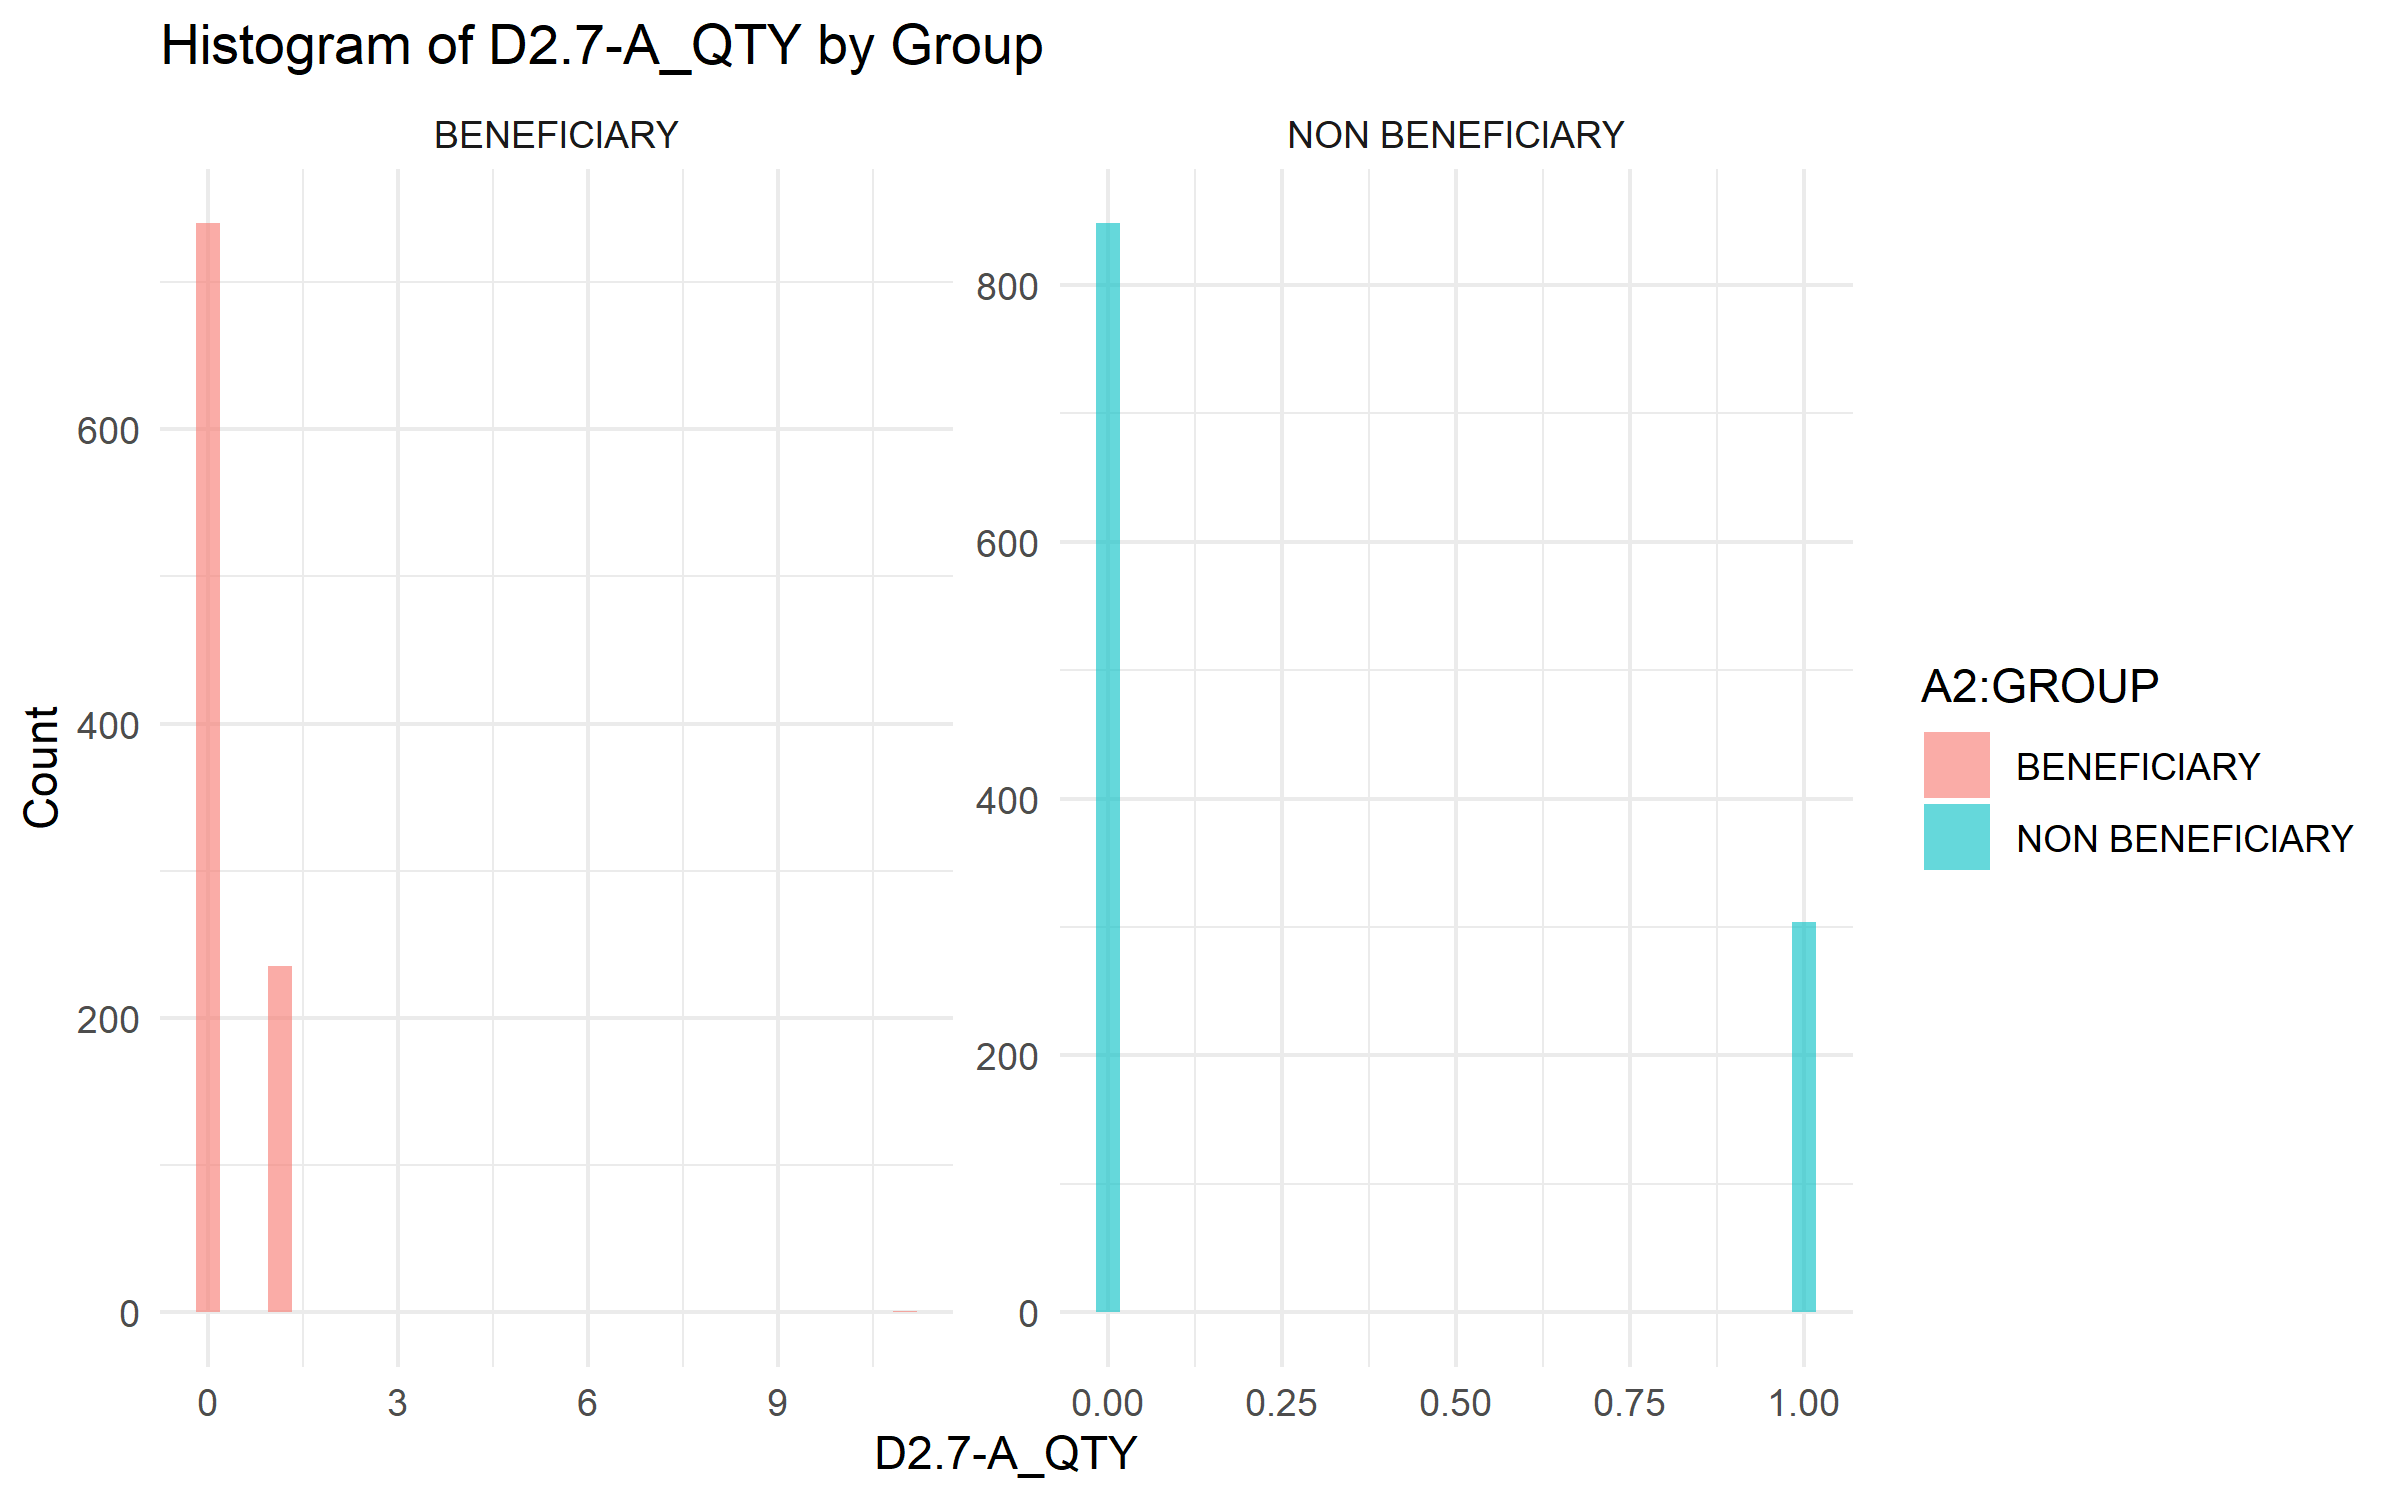 Histogram of D2.7-A_QTY by Group
BENEFICIARY
NON BENEFICIARY
Count
600
400
200
0
0 3 6 9
800
600
400
200
0
0.00 0.25 0.50 0.75 1.00
D2.7-A_QTY
A2:GROUP
BENEFICIARY
NON BENEFICIARY